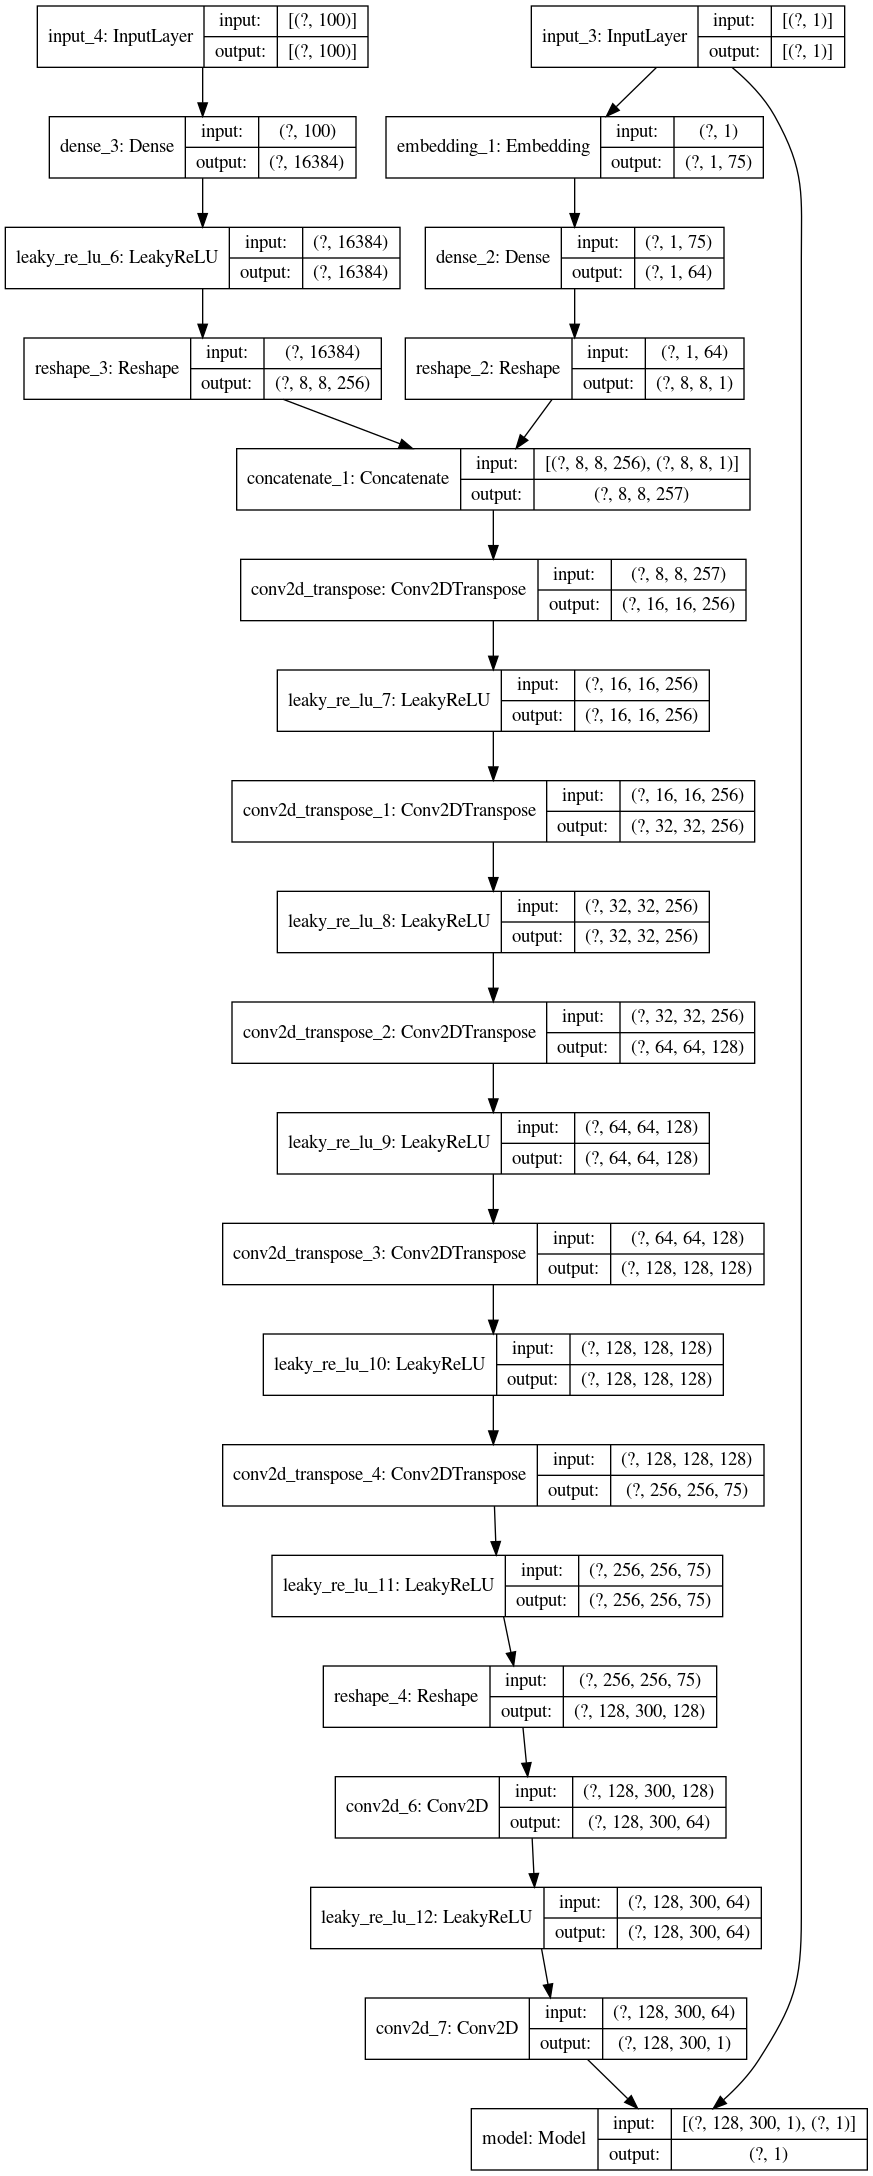 input_4: InputLayer
input: [(?, 100)]
output: [(?, 100)]
input_3: InputLayer
input: [(?, 1)]
output: [(?, 1)]
dense_3: Dense
input: (?, 100)
output: (?, 16384)
embedding_1: Embedding
input: (?, 1)
output: (?, 1, 75)
leaky_re_lu_6: LeakyReLU
input: (?, 16384)
output: (?, 16384)
dense_2: Dense
input: (?, 1, 75)
output: (?, 1, 64)
reshape_3: Reshape
input: (?, 16384)
output: (?, 8, 8, 256)
reshape_2: Reshape
input: (?, 1, 64)
output: (?, 8, 8, 1)
concatenate_1: Concatenate
input: [(?, 8, 8, 256), (?, 8, 8, 1)]
output: (?, 8, 8, 257)
conv2d_transpose: Conv2DTranspose
input: (?, 8, 8, 257)
output: (?, 16, 16, 256)
leaky_re_lu_7: LeakyReLU
input: (?, 16, 16, 256)
output: (?, 16, 16, 256)
conv2d_transpose_1: Conv2DTranspose
input: (?, 16, 16, 256)
output: (?, 32, 32, 256)
leaky_re_lu_8: LeakyReLU
input: (?, 32, 32, 256)
output: (?, 32, 32, 256)
conv2d_transpose_2: Conv2DTranspose
input: (?, 32, 32, 256)
output: (?, 64, 64, 128)
leaky_re_lu_9: LeakyReLU
input: (?, 64, 64, 128)
output: (?, 64, 64, 128)
conv2d_transpose_3: Conv2DTranspose
input: (?, 64, 64, 128)
output: (?, 128, 128, 128)
leaky_re_lu_10: LeakyReLU
input: (?, 128, 128, 128)
output: (?, 128, 128, 128)
conv2d_transpose_4: Conv2DTranspose
input: (?, 128, 128, 128)
output: (?, 256, 256, 75)
leaky_re_lu_11: LeakyReLU
input: (?, 256, 256, 75)
output: (?, 256, 256, 75)
reshape_4: Reshape
input: (?, 256, 256, 75)
output: (?, 128, 300, 128)
conv2d_6: Conv2D
input: (?, 128, 300, 128)
output: (?, 128, 300, 64)
leaky_re_lu_12: LeakyReLU
input: (?, 128, 300, 64)
output: (?, 128, 300, 64)
conv2d_7: Conv2D
input: (?, 128, 300, 64)
output: (?, 128, 300, 1)
model: Model
input: [(?, 128, 300, 1), (?, 1)]
output: (?, 1)